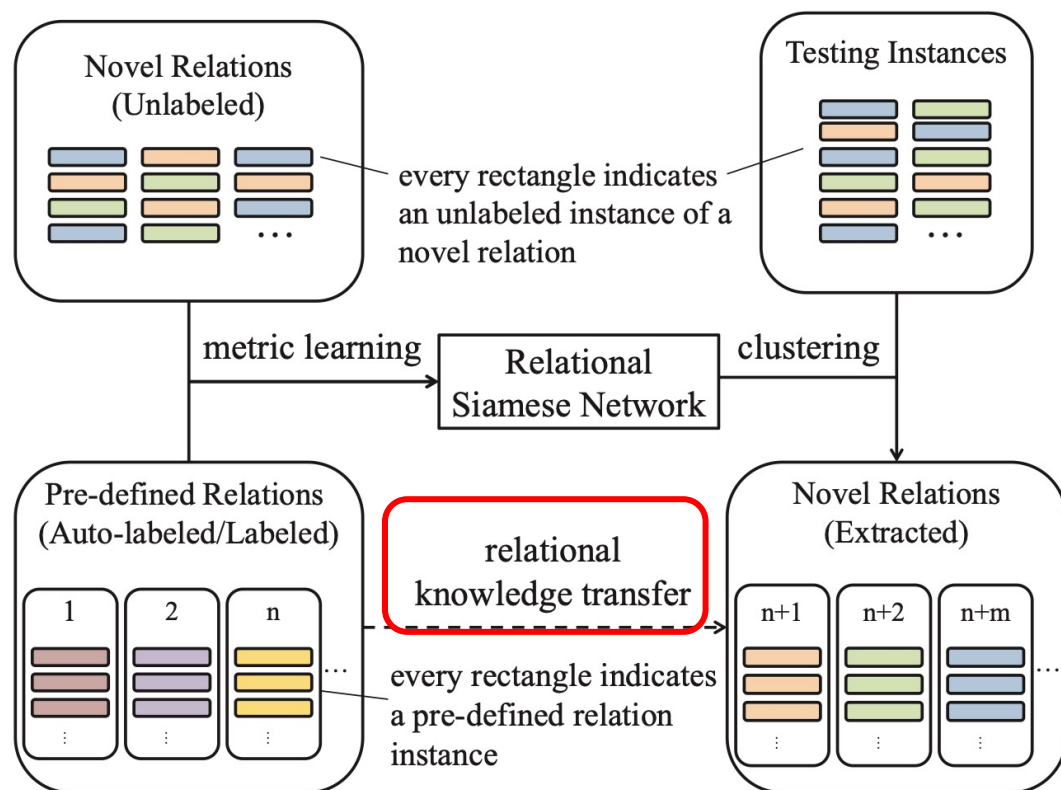 Novel Relations
(Unlabeled)
...
Testing Instances
...
every rectangle indicates
an unlabeled instance of a
novel relation
metric learning
Relational
Siamese Network
clustering
Pre-defined Relations
(Auto-labeled/Labeled)
1
2
n
...
⋮
⋮
⋮
relational
knowledge transfer
every rectangle indicates
a pre-defined relation
instance
Novel Relations
(Extracted)
n+1
n+2
n+m
...
⋮
⋮
⋮